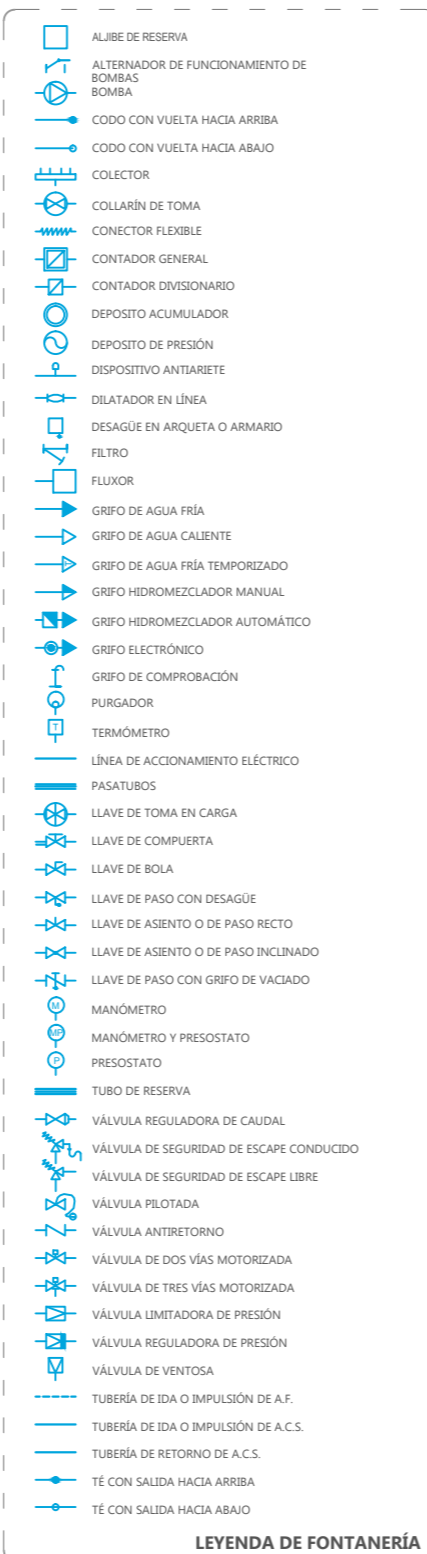 ALJIBE DE RESERVA
ALTERNADOR DE FUNCIONAMIENTO DE
BOMBAS
BOMBA
CODO CON VUELTA HACIA ARRIBA
CODO CON VUELTA HACIA ABAJO
COLECTOR
COLLARÍN DE TOMA
CONECTOR FLEXIBLE
CONTADOR GENERAL
CONTADOR DIVISIONARIO
DEPOSITO ACUMULADOR
DEPOSITO DE PRESIÓN
DISPOSITIVO ANTIARIETE
DILATADOR EN LÍNEA
DESAGÜE EN ARQUETA O ARMARIO
FILTRO
FLUXOR
GRIFO DE AGUA FRÍA
GRIFO DE AGUA CALIENTE
T GRIFO DE AGUA FRÍA TEMPORIZADO
GRIFO HIDROMEZCLADOR MANUAL
GRIFO HIDROMEZCLADOR AUTOMÁTICO
GRIFO ELECTRÓNICO
GRIFO DE COMPROBACIÓN
PURGADOR
T TERMÓMETRO
LÍNEA DE ACCIONAMIENTO ELÉCTRICO
PASATUBOS
LLAVE DE TOMA EN CARGA
LLAVE DE COMPUERTA
LLAVE DE BOLA
LLAVE DE PASO CON DESAGÜE
LLAVE DE ASIENTO O DE PASO RECTO
LLAVE DE ASIENTO O DE PASO INCLINADO
LLAVE DE PASO CON GRIFO DE VACIADO
M MANÓMETRO
MP MANÓMETRO Y PRESOSTATO
P PRESOSTATO
TUBO DE RESERVA
VÁLVULA REGULADORA DE CAUDAL
VÁLVULA DE SEGURIDAD DE ESCAPE CONDUCIDO
VÁLVULA DE SEGURIDAD DE ESCAPE LIBRE
VÁLVULA PILOTADA
VÁLVULA ANTIRETORNO
VÁLVULA DE DOS VÍAS MOTORIZADA
VÁLVULA DE TRES VÍAS MOTORIZADA
VÁLVULA LIMITADORA DE PRESIÓN
VÁLVULA REGULADORA DE PRESIÓN
VÁLVULA DE VENTOSA
TUBERÍA DE IDA O IMPULSIÓN DE A.F.
TUBERÍA DE IDA O IMPULSIÓN DE A.C.S.
TUBERÍA DE RETORNO DE A.C.S.
TÉ CON SALIDA HACIA ARRIBA
TÉ CON SALIDA HACIA ABAJO
LEYENDA DE FONTANERÍA